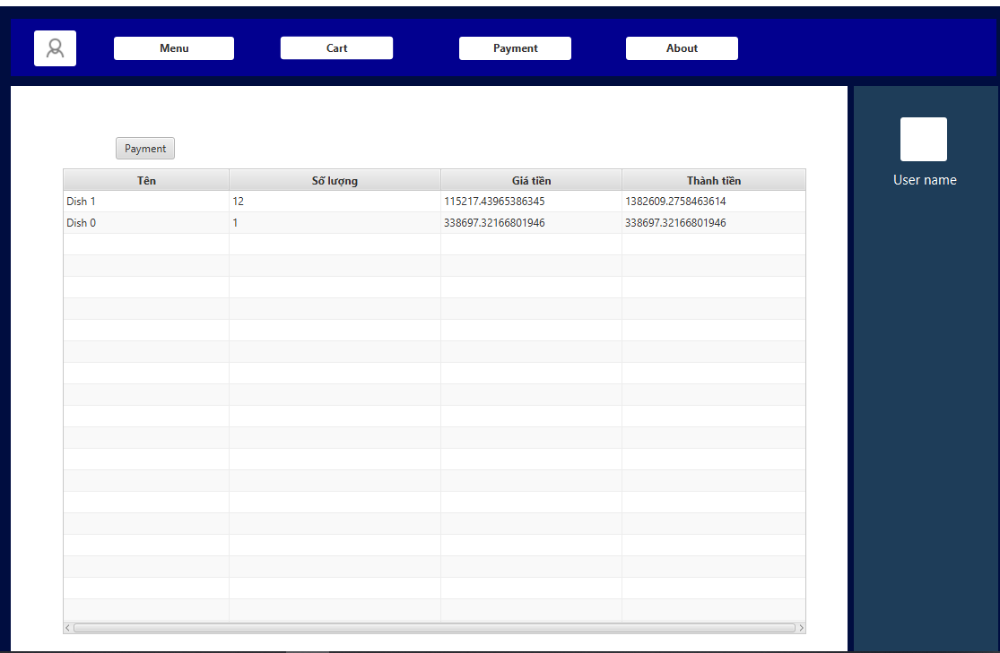 Menu Cart Payment About
User name
Payment
Tên Số lượng Giá tiền Thành tiền
Dish 1 12 115217.43965386345 1382609.2758463614
Dish 0 1 338697.32166801946 338697.32166801946